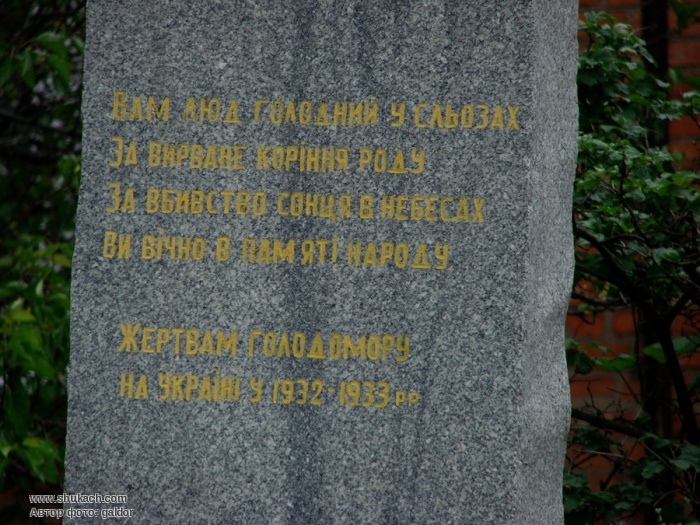 Вам люд голодний у сльозах
За вирване коріння роду
За вбивство сонця в небесах
Ви вічно в пам'яті народу.
Жертвам голодомору
на Україні у 1932-1933 рр
www.shukach.com
Автор фото: galdor